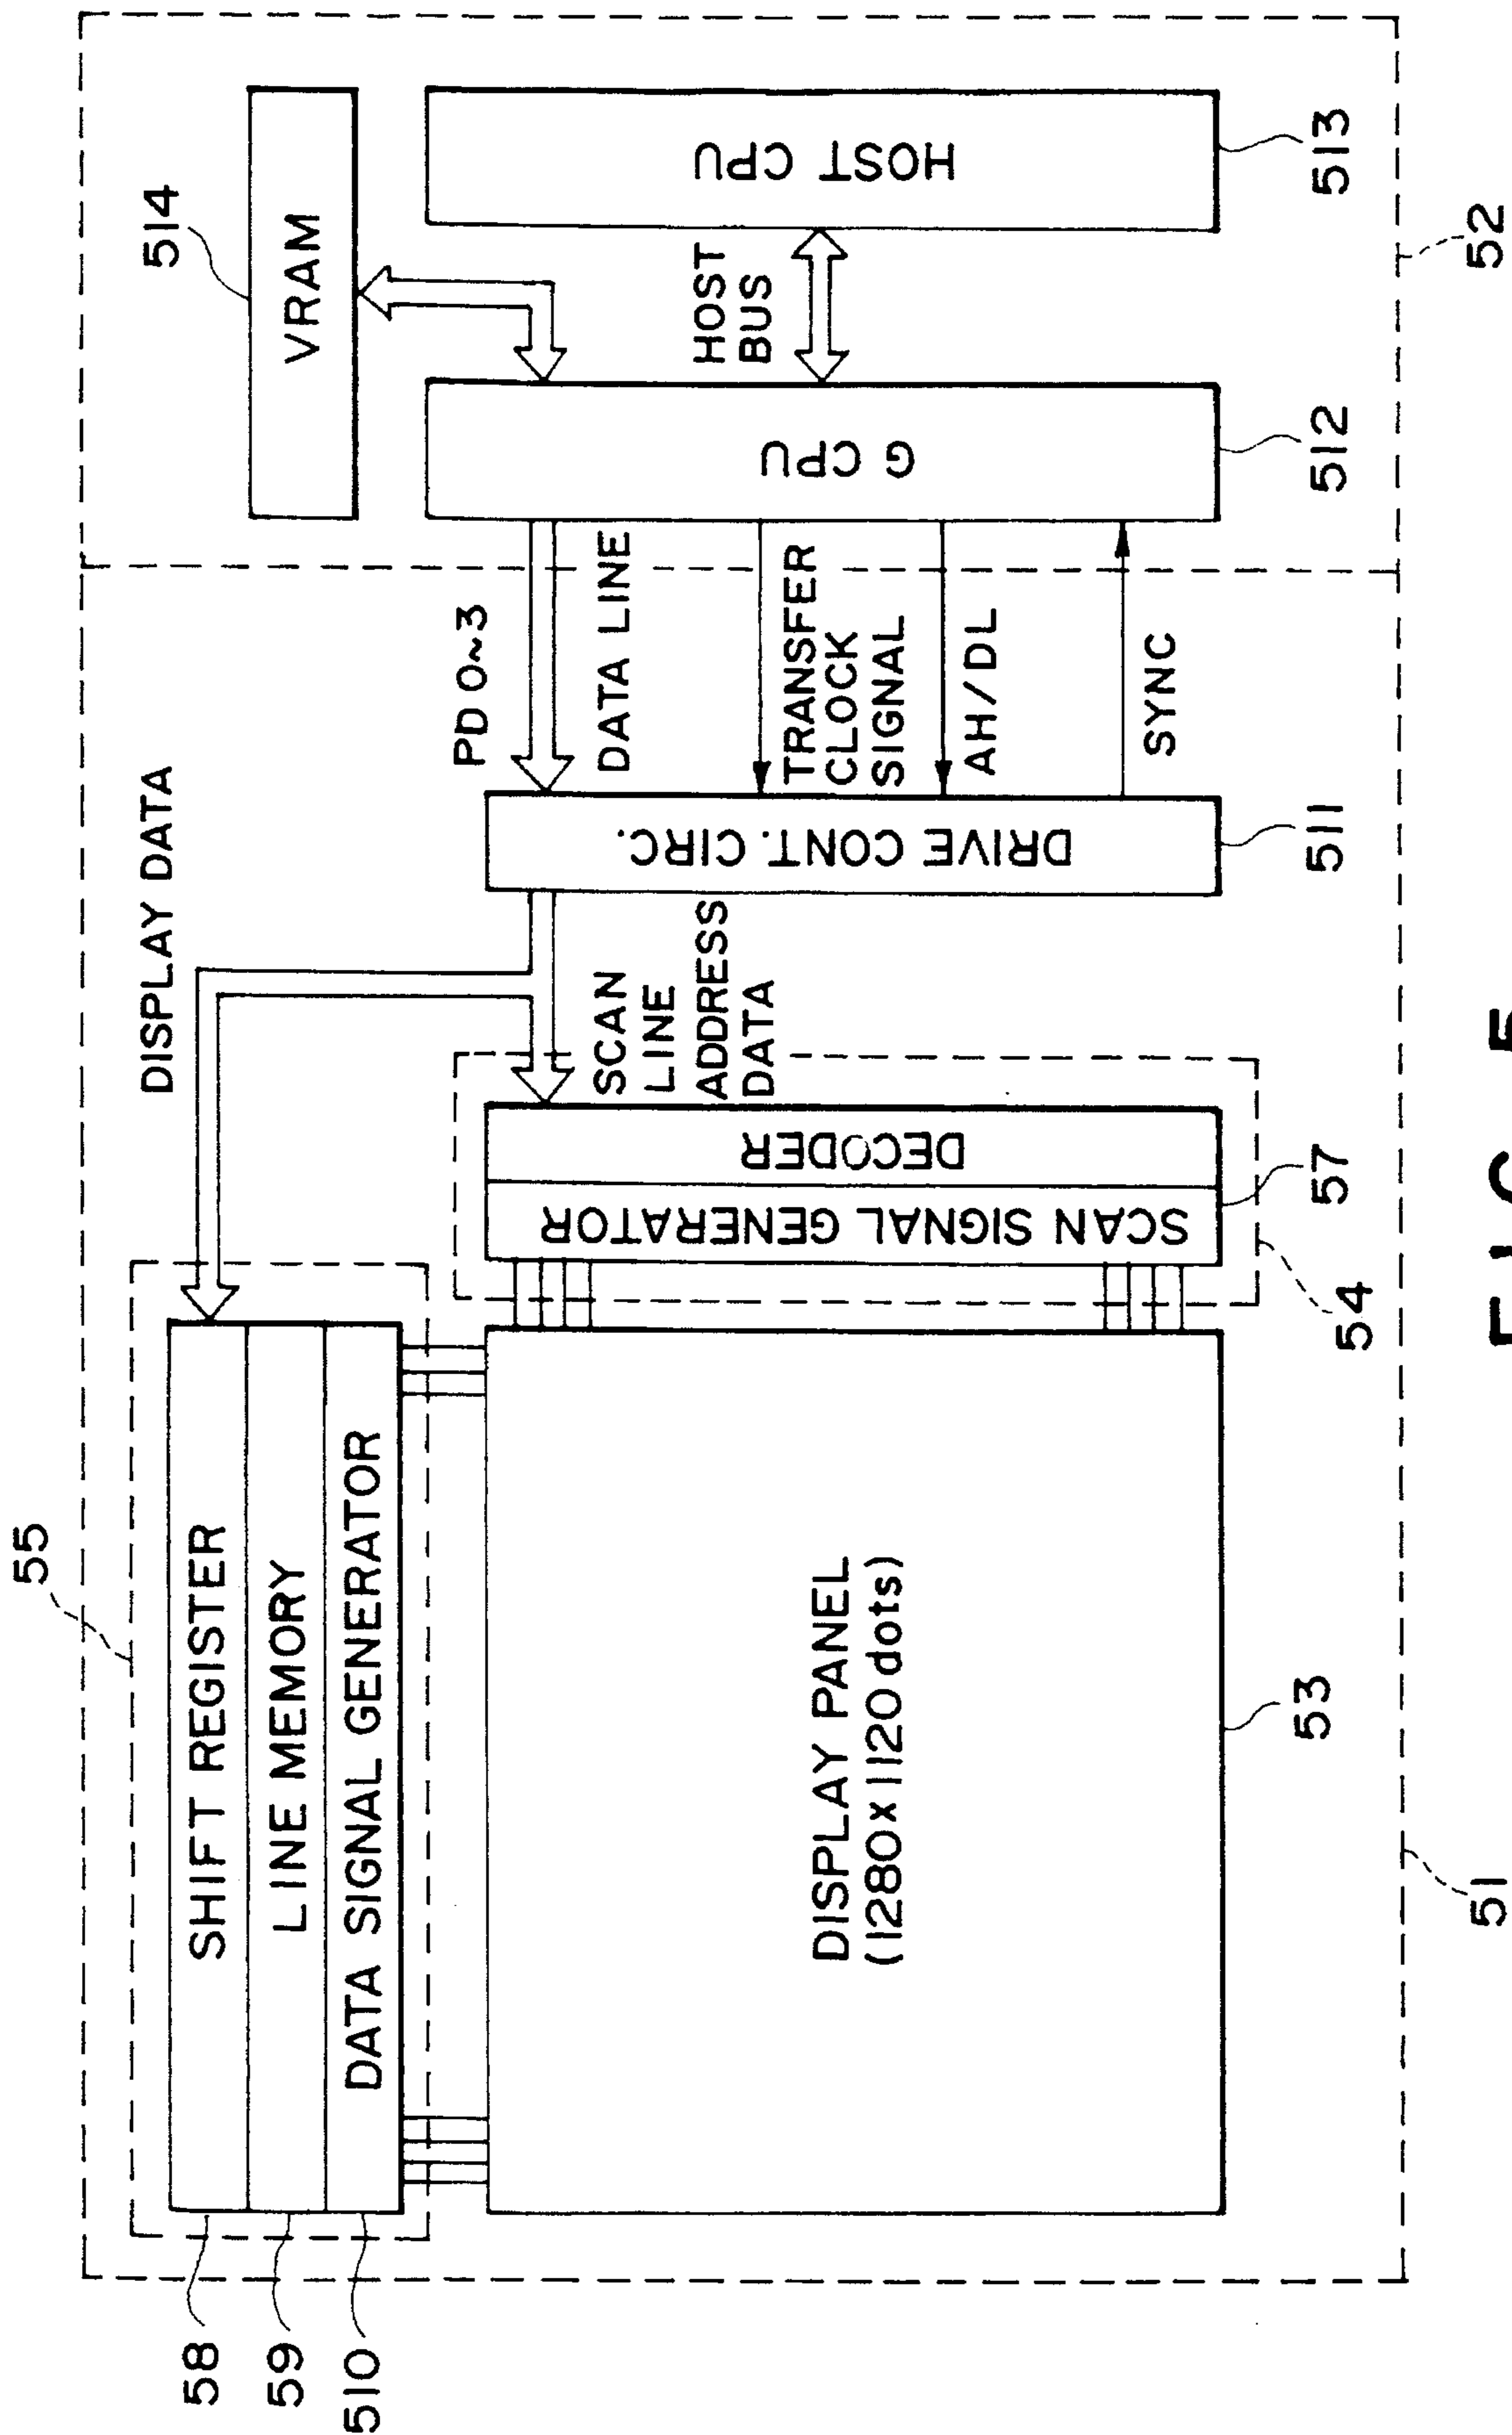 55
58
SHIFT REGISTER
59
LINE MEMORY
510
DATA SIGNAL GENERATOR
DISPLAY PANEL
(1280x1120 dots)
53
51
SCAN SIGNAL GENERATOR
DECODER
57
54
DISPLAY DATA
SCAN
LINE
ADDRESS
DATA
DRIVE CONT. CIRC.
511
PD 0~3
DATA LINE
TRANSFER
CLOCK
SIGNAL
AH/DL
SYNC
G CPU
512
514
VRAM
HOST
BUS
HOST CPU
513
52